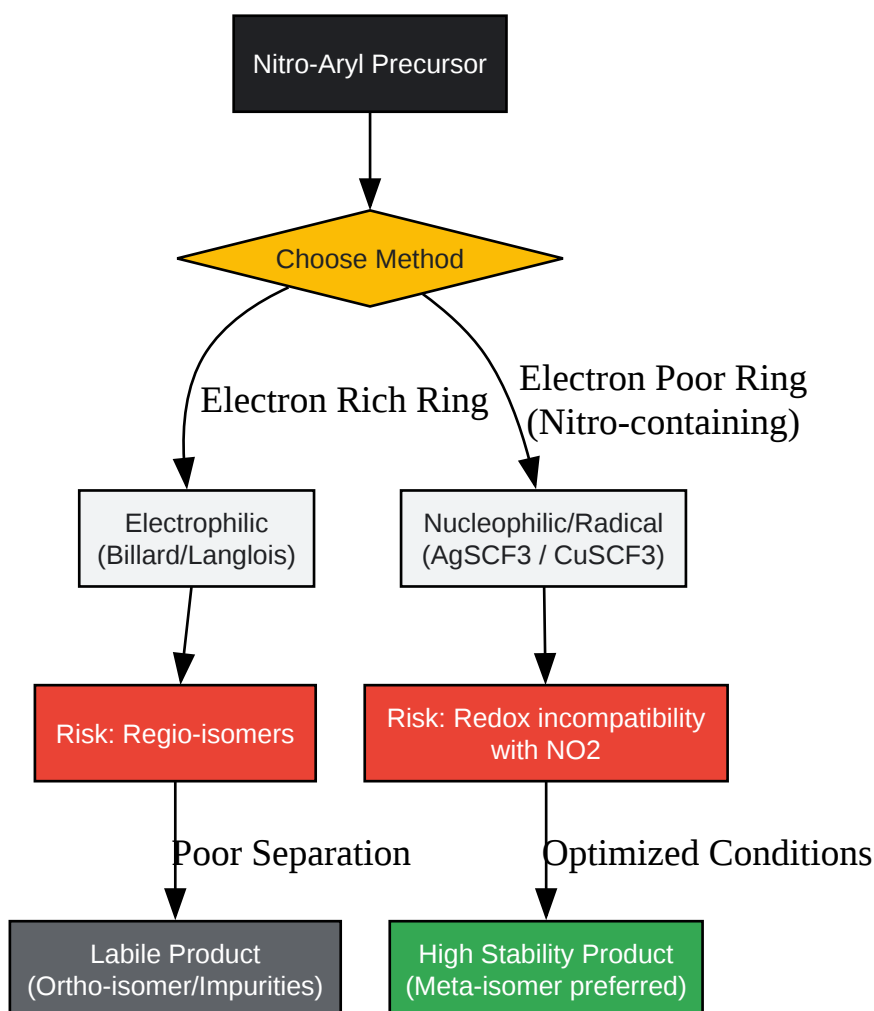 Nitro-Aryl Precursor
Choose Method
Electron Rich Ring
Electron Poor Ring
(Nitro-containing)
Electrophilic
(Billard/Langlois)
Nucleophilic/Radical
(AgSCF3 / CuSCF3)
Risk: Regio-isomers
Risk: Redox incompatibility
with NO2
Poor Separation
Optimized Conditions
Labile Product
(Ortho-isomer/Impurities)
High Stability Product
(Meta-isomer preferred)